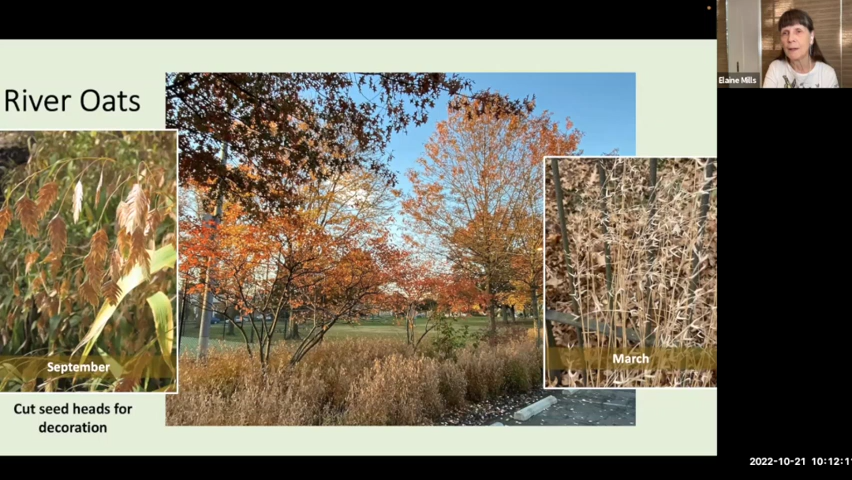 Elaine Mills
River Oats
September
March
Cut seed heads for
decoration
2022-10-21 10:12:1